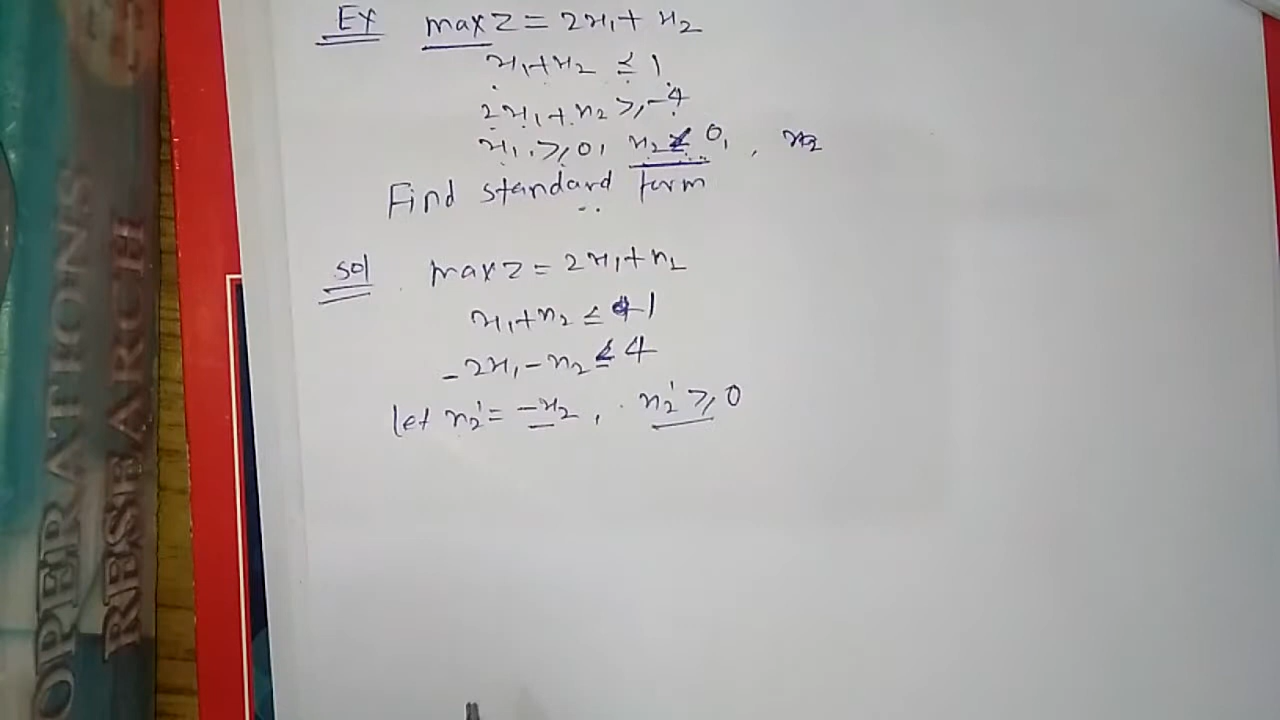 Ex max Z = 2x₁ + x₂
x₁ + x₂ ≤ 1
2x₁ + x₂ ≥ -4
x₁ ≥ 0, x₂ ≤ 0, , x₂
Find standard form
Sol max Z = 2x₁ + x₂
x₁ + x₂ ≤ 1
-2x₁ - x₂ ≤ 4
let x₂' = -x₂, x₂' ≥ 0
OPERATIONS
RESEARCH